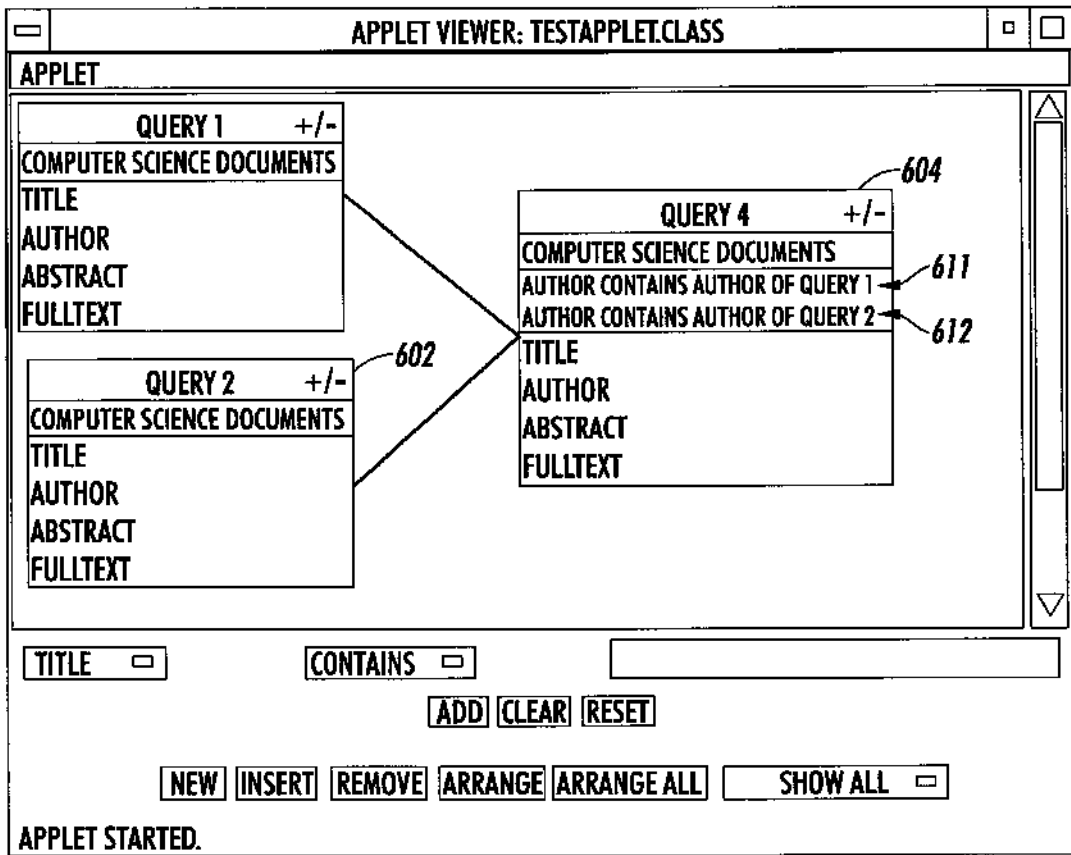 APPLET VIEWER: TESTAPPLET.CLASS
APPLET
QUERY 1 +/-
COMPUTER SCIENCE DOCUMENTS
TITLE
AUTHOR
ABSTRACT
FULLTEXT
602
QUERY 2 +/-
COMPUTER SCIENCE DOCUMENTS
TITLE
AUTHOR
ABSTRACT
FULLTEXT
604
QUERY 4 +/-
COMPUTER SCIENCE DOCUMENTS
AUTHOR CONTAINS AUTHOR OF QUERY 1
611
AUTHOR CONTAINS AUTHOR OF QUERY 2
612
TITLE
AUTHOR
ABSTRACT
FULLTEXT
TITLE CONTAINS
ADD CLEAR RESET
NEW INSERT REMOVE ARRANGE ARRANGE ALL SHOW ALL
APPLET STARTED.